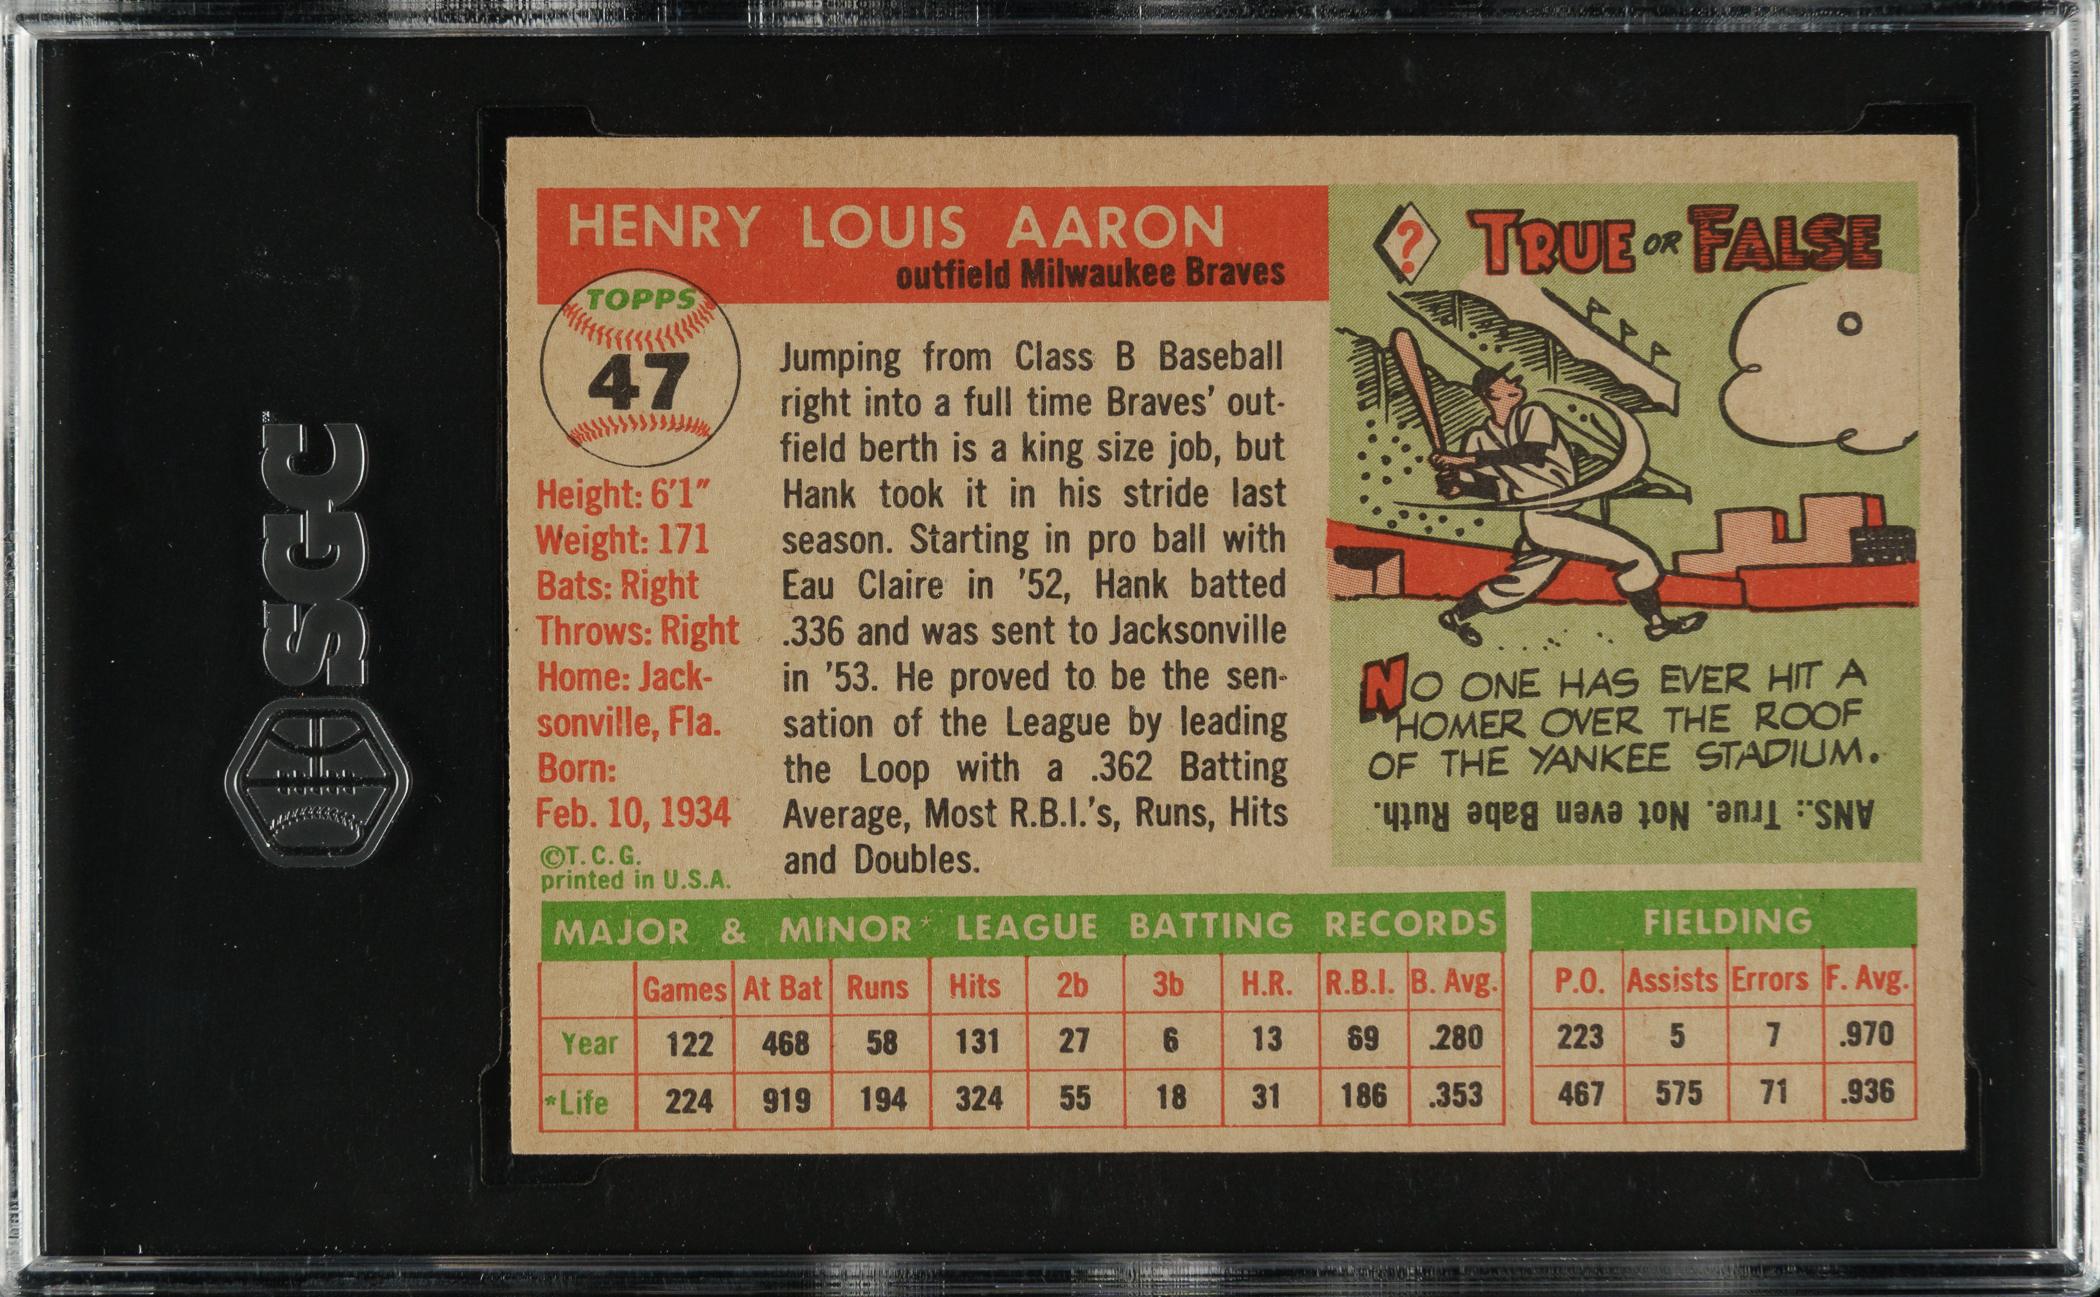 SGC
HENRY LOUIS AARON
outfield Milwaukee Braves
TOPPS
47
Height: 6'1"
Weight: 171
Bats: Right
Throws: Right
Home: Jack-
sonville, Fla.
Born:
Feb. 10, 1934
©T. C. G.
printed in U.S.A.
Jumping from Class B Baseball
right into a full time Braves' out-
field berth is a king size job, but
Hank took it in his stride last
season. Starting in pro ball with
Eau Claire in '52, Hank batted
.336 and was sent to Jacksonville
in '53. He proved to be the sen-
sation of the League by leading
the Loop with a .362 Batting
Average, Most R.B.I.'s, Runs, Hits
and Doubles.
? TRUE OR FALSE
NO ONE HAS EVER HIT A
HOMER OVER THE ROOF
OF THE YANKEE STADIUM.
ANS.: True. Not even Babe Ruth.
MAJOR & MINOR* LEAGUE BATTING RECORDS
Games At Bat Runs Hits 2b 3b H.R. R.B.I. B. Avg.
Year 122 468 58 131 27 6 13 69 .280
*Life 224 919 194 324 55 18 31 186 .353
FIELDING
P.O. Assists Errors F. Avg.
223 5 7 .970
467 575 71 .936